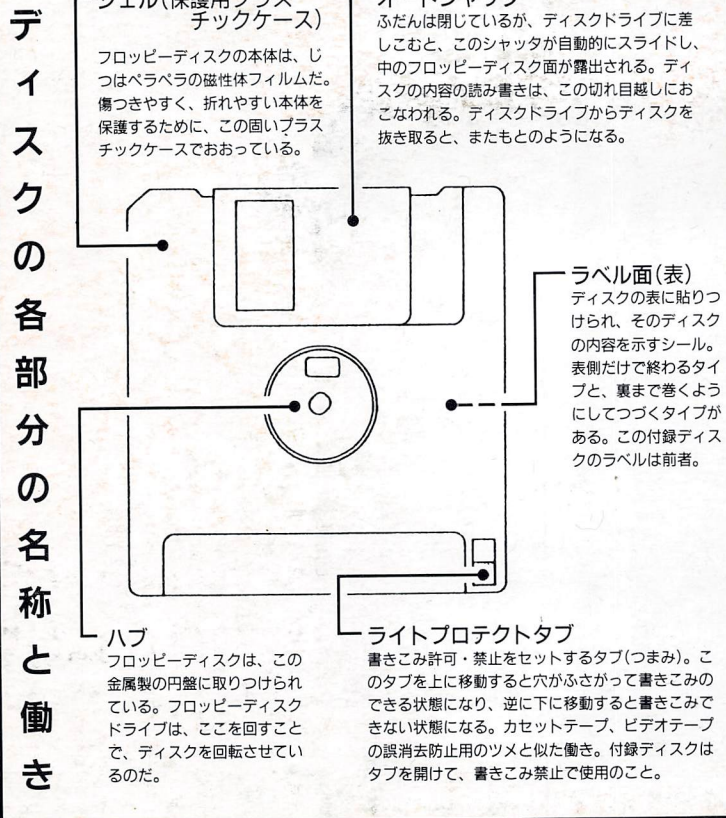 ディスクの各部分の名称と働き
シェル(保護用プラス
チックケース)
フロッピーディスクの本体は、じ
つはペラペラの磁性体フィルムだ。
傷つきやすく、折れやすい本体を
保護するために、この固いプラス
チックケースでおおっている。
オートシャッタ
ふだんは閉じているが、ディスクドライブに差
しこむと、このシャッタが自動的にスライドし、
中のフロッピーディスク面が露出される。ディ
スクの内容の読み書きは、この切れ目越しにお
こなわれる。ディスクドライブからディスクを
抜き取ると、またもとのようになる。
ラベル面(表)
ディスクの表に貼りつ
けられ、そのディスク
の内容を示すシール。
表側だけで終わるタイ
プと、裏まで巻くよう
にしてつづくタイプが
ある。この付録ディス
クのラベルは前者。
ハブ
フロッピーディスクは、この
金属製の円盤に取りつけられ
ている。フロッピーディスク
ドライブは、ここを回すこと
で、ディスクを回転させてい
るのだ。
ライトプロテクトタブ
書きこみ許可・禁止をセットするタブ(つまみ)。こ
のタブを上に移動すると穴がふさがって書きこみの
できる状態になり、逆に下に移動すると書きこみで
きない状態になる。カセットテープ、ビデオテープ
の誤消去防止用のツメと似た働き。付録ディスクは
タブを開けて、書きこみ禁止で使用のこと。